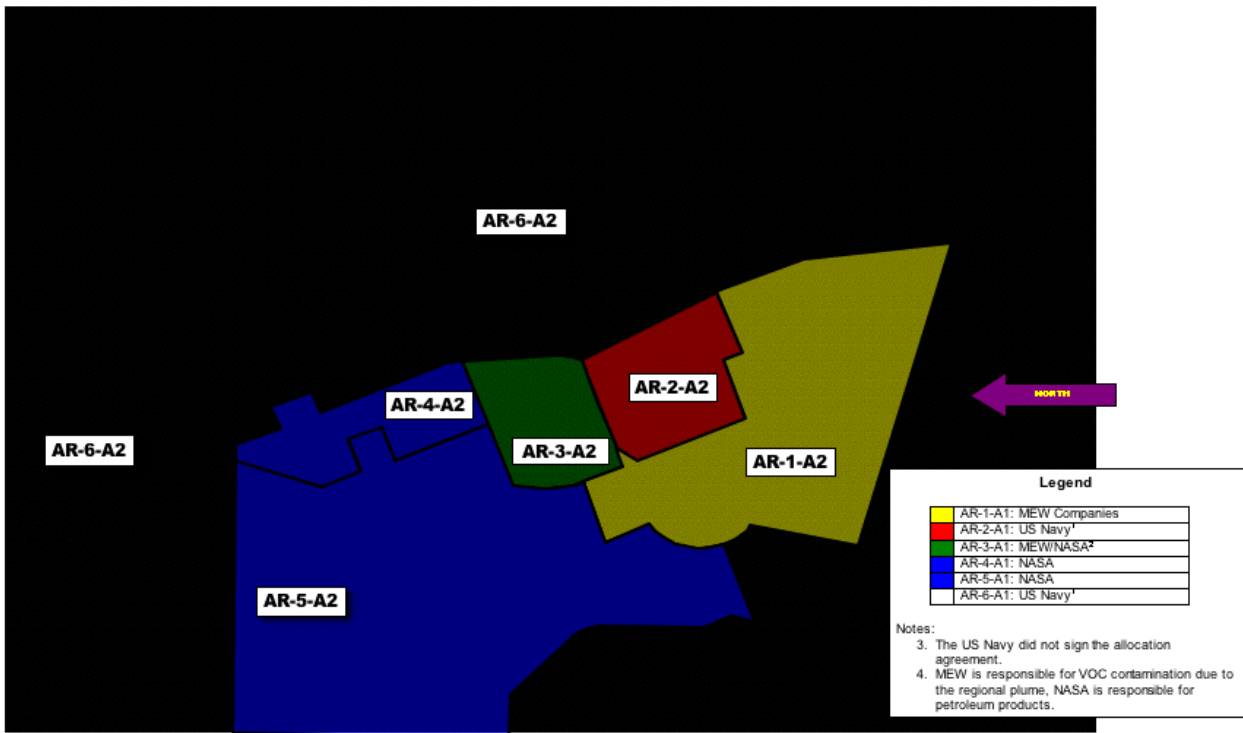 AR-6-A2
AR-2-A2
AR-4-A2
NORTH
AR-6-A2
AR-3-A2
AR-1-A2
AR-5-A2
Legend
AR-1-A1: MEW Companies
AR-2-A1: US Navy¹
AR-3-A1: MEW/NASA²
AR-4-A1: NASA
AR-5-A1: NASA
AR-6-A1: US Navy¹
Notes:
3. The US Navy did not sign the allocation
agreement.
4. MEW is responsible for VOC contamination due to
the regional plume, NASA is responsible for
petroleum products.